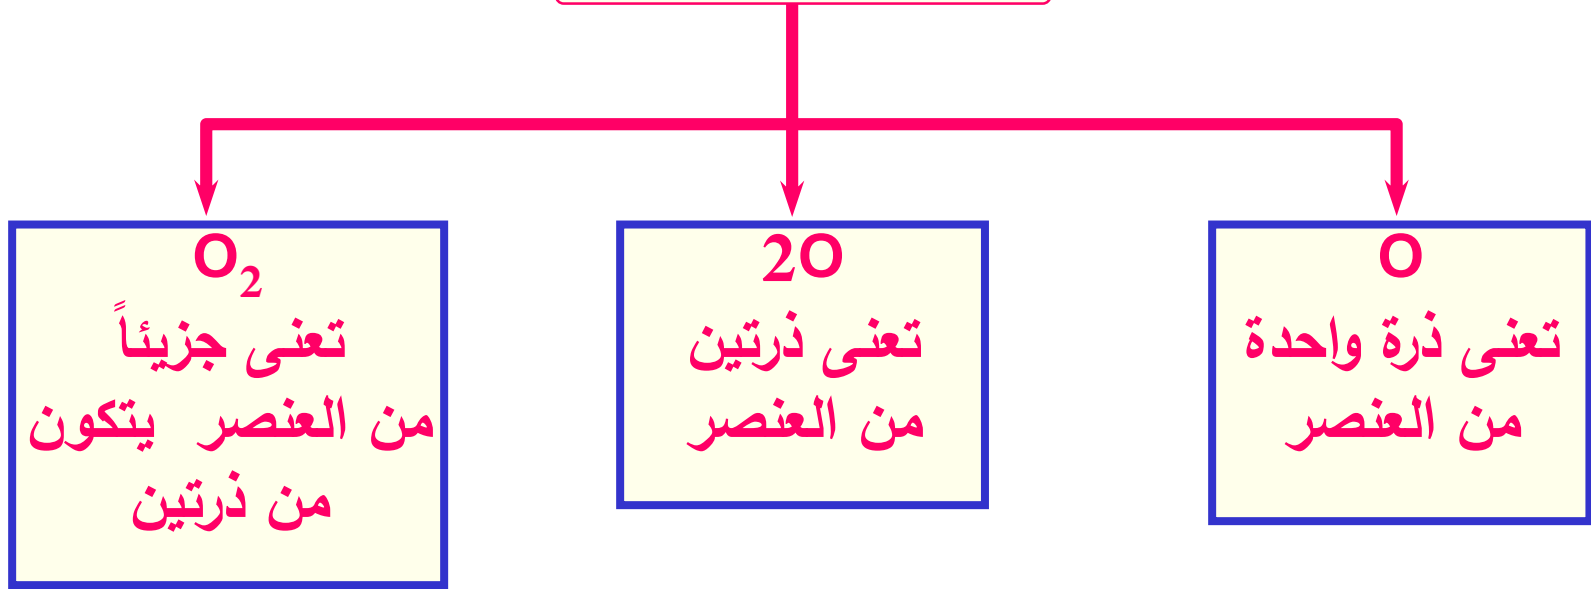 O
تعنى ذرة واحدة
من العنصر
2O
تعنى ذرتين
من العنصر
O₂
تعنى جزيئاً
من العنصر يتكون
من ذرتين